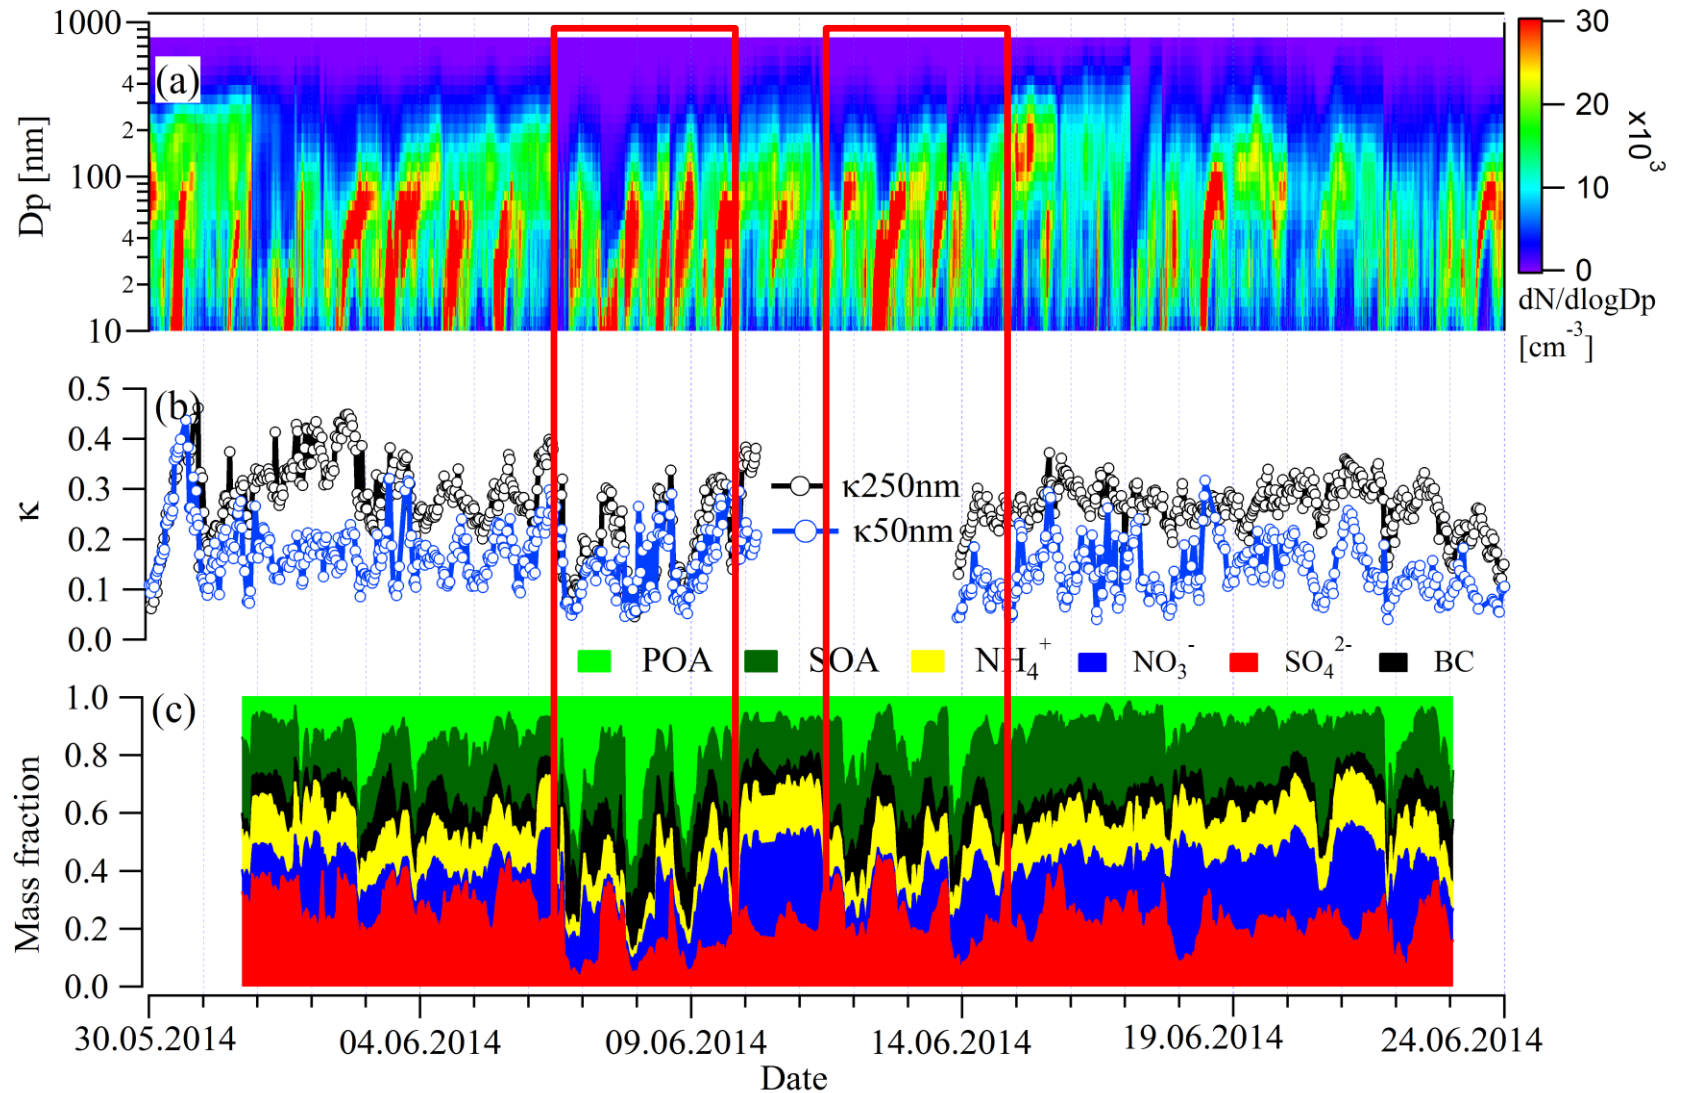 1000
4
2
100
4
2
10
Dp [nm]
(a)
30
20
10
0
x10³
dN/dlogDp
[cm⁻³]
0.5
0.4
0.3
0.2
0.1
0.0
κ
(b)
κ250nm
κ50nm
POA SOA NH₄⁺ NO₃⁻ SO₄²⁻ BC
1.0
0.8
0.6
0.4
0.2
0.0
Mass fraction
(c)
30.05.2014 04.06.2014 09.06.2014 14.06.2014 19.06.2014 24.06.2014
Date